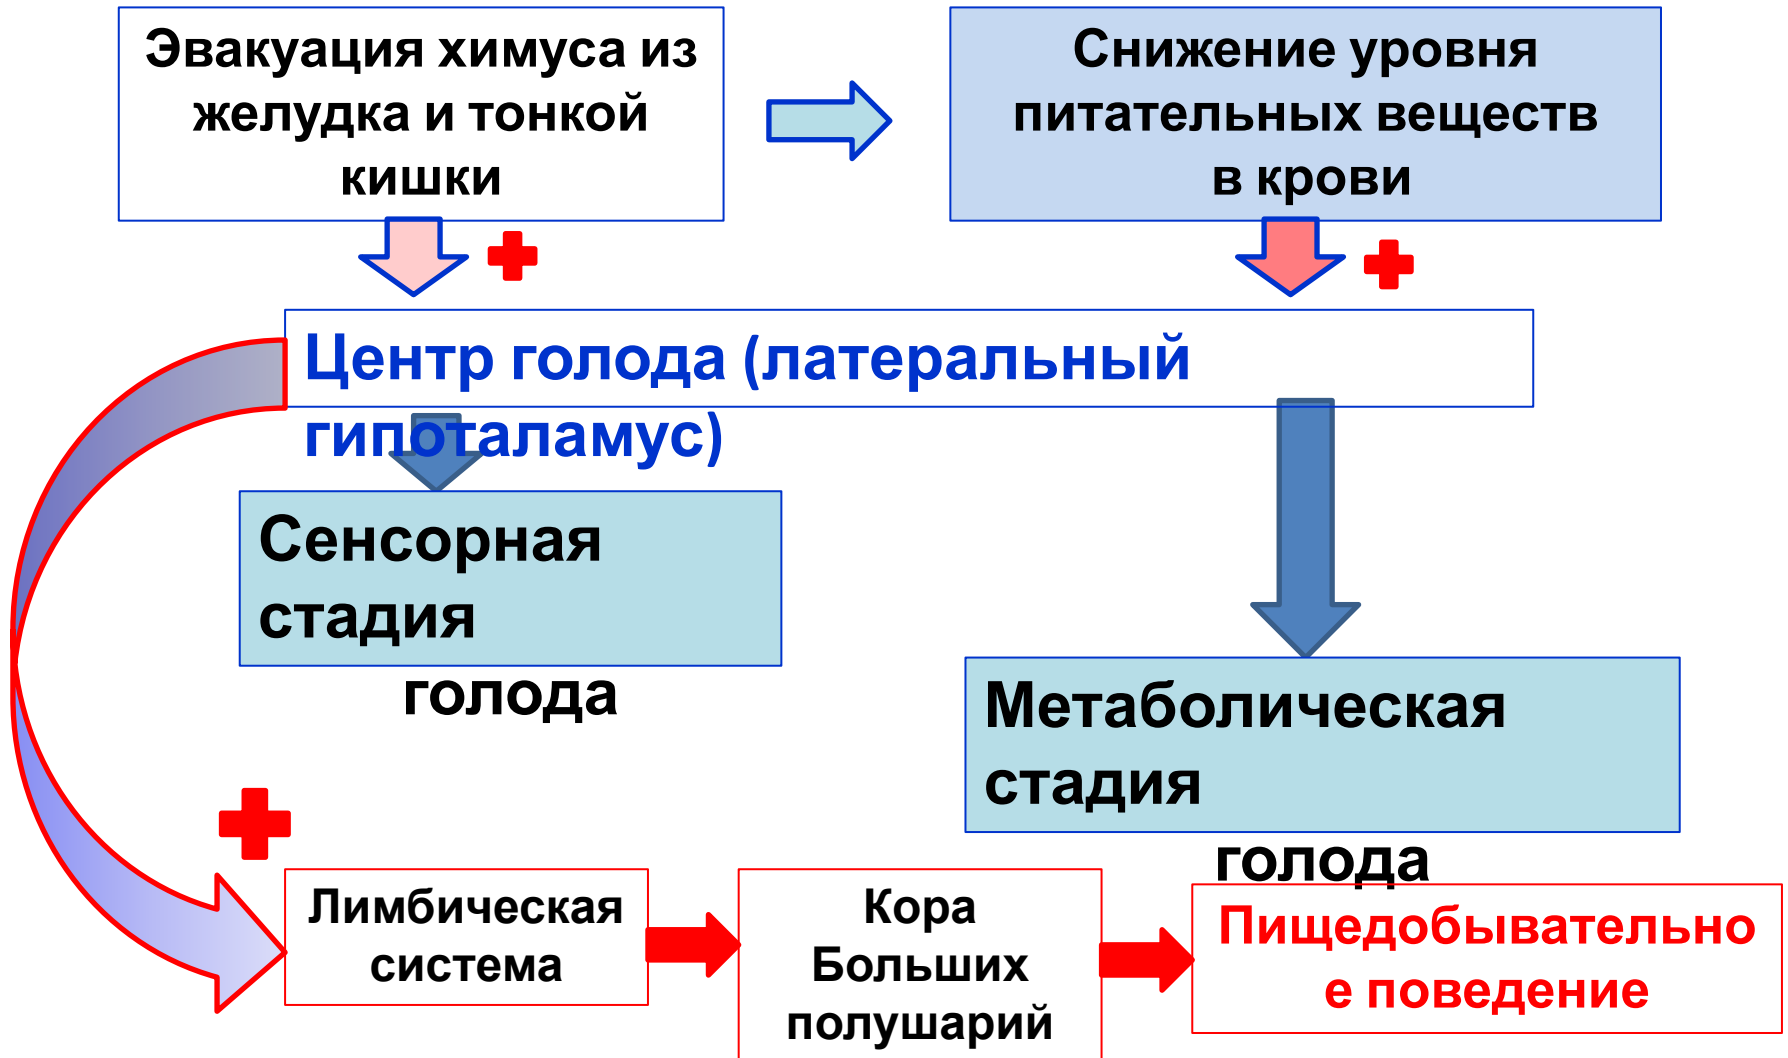 Эвакуация химуса из
желудка и тонкой
кишки
Снижение уровня
питательных веществ
в крови
Центр голода (латеральный
гипоталамус)
Сенсорная
стадия
голода
Метаболическая
стадия
голода
Лимбическая
система
Кора
Больших
полушарий
Пищедобывательно
е поведение